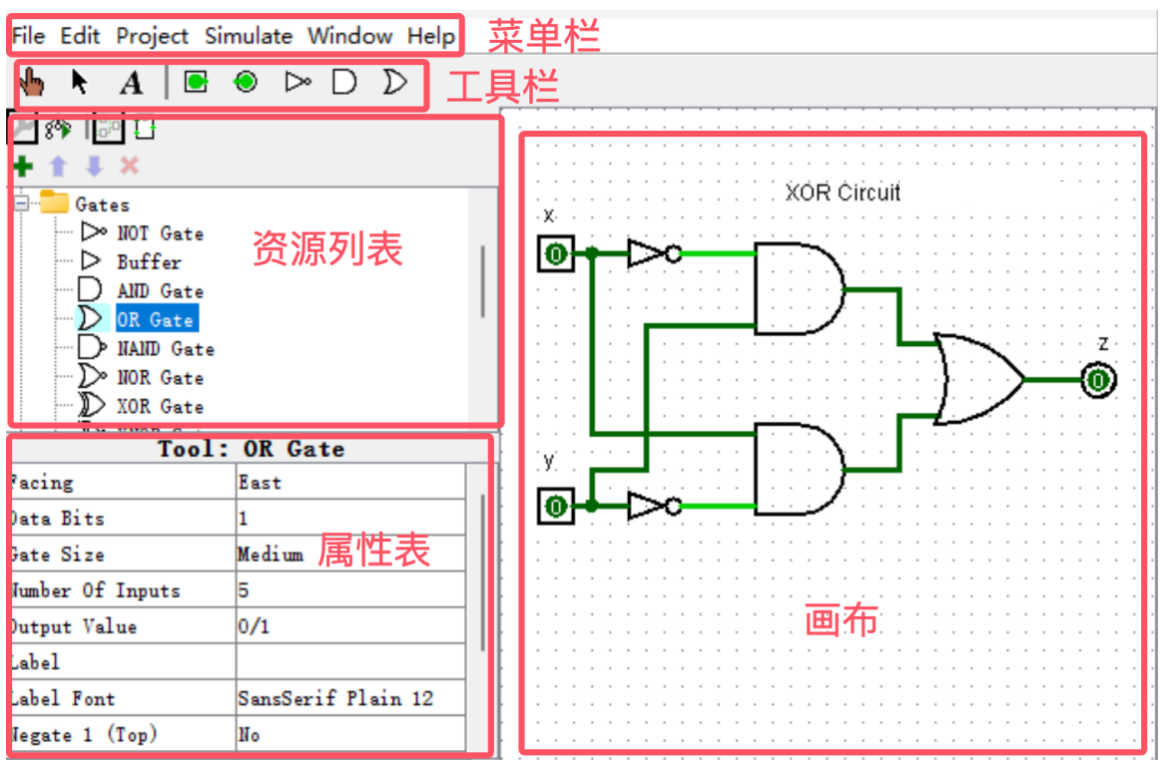 File Edit Project Simulate Window Help 菜单栏
A 工具栏
Gates
NOT Gate
Buffer
AND Gate
OR Gate
NAND Gate
NOR Gate
XOR Gate
资源列表
Tool: OR Gate
Facing East
Data Bits 1
Gate Size Medium
Number Of Inputs 5
Output Value 0/1
Label
Label Font SansSerif Plain 12
Negate 1 (Top) No
属性表
XOR Circuit
x
0
z
0
y
0
画布